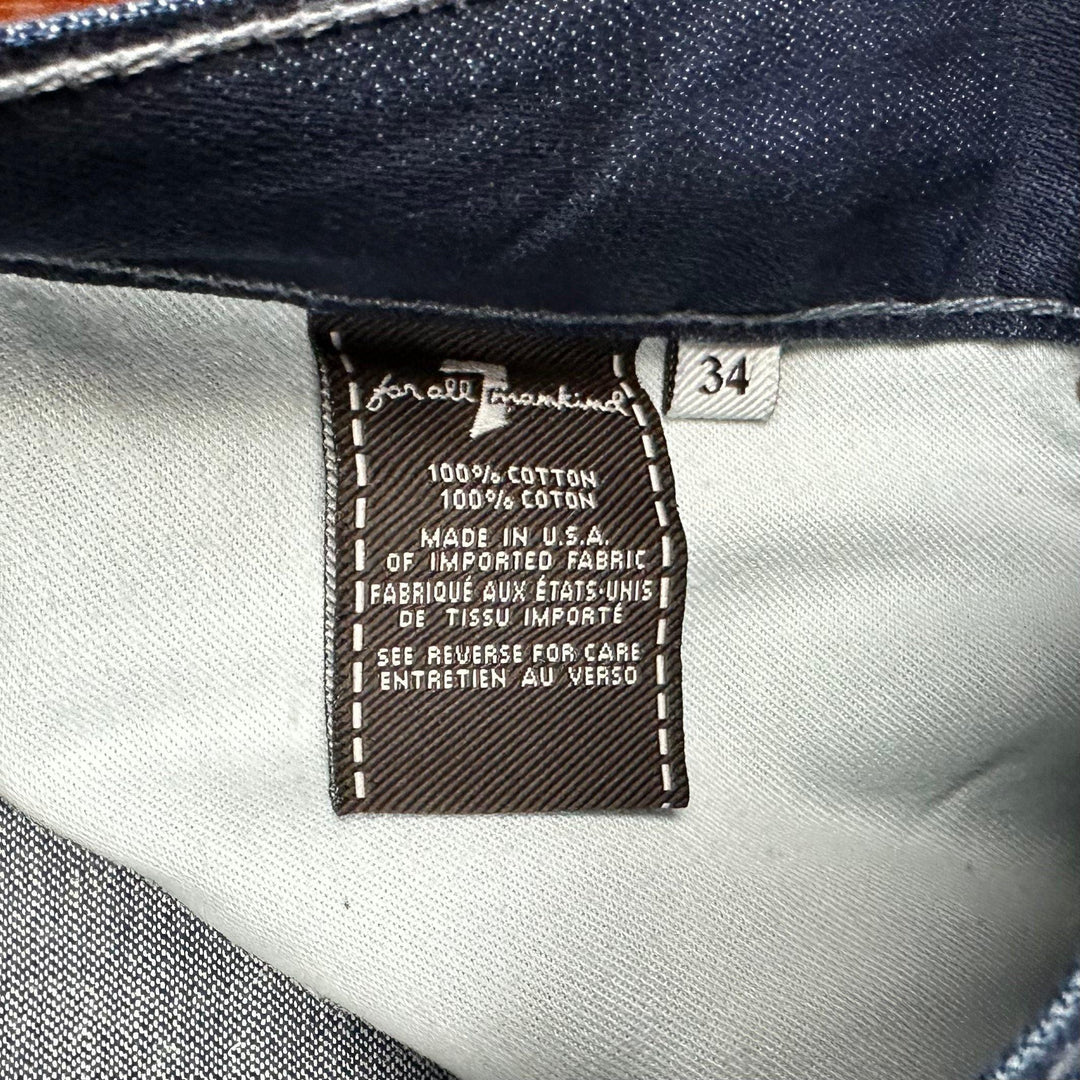 for all 7 mankind
34
100% COTTON
100% COTON
MADE IN U.S.A.
OF IMPORTED FABRIC
FABRIQUÉ AUX ÉTATS-UNIS
DE TISSU IMPORTÉ
SEE REVERSE FOR CARE
ENTRETIEN AU VERSO